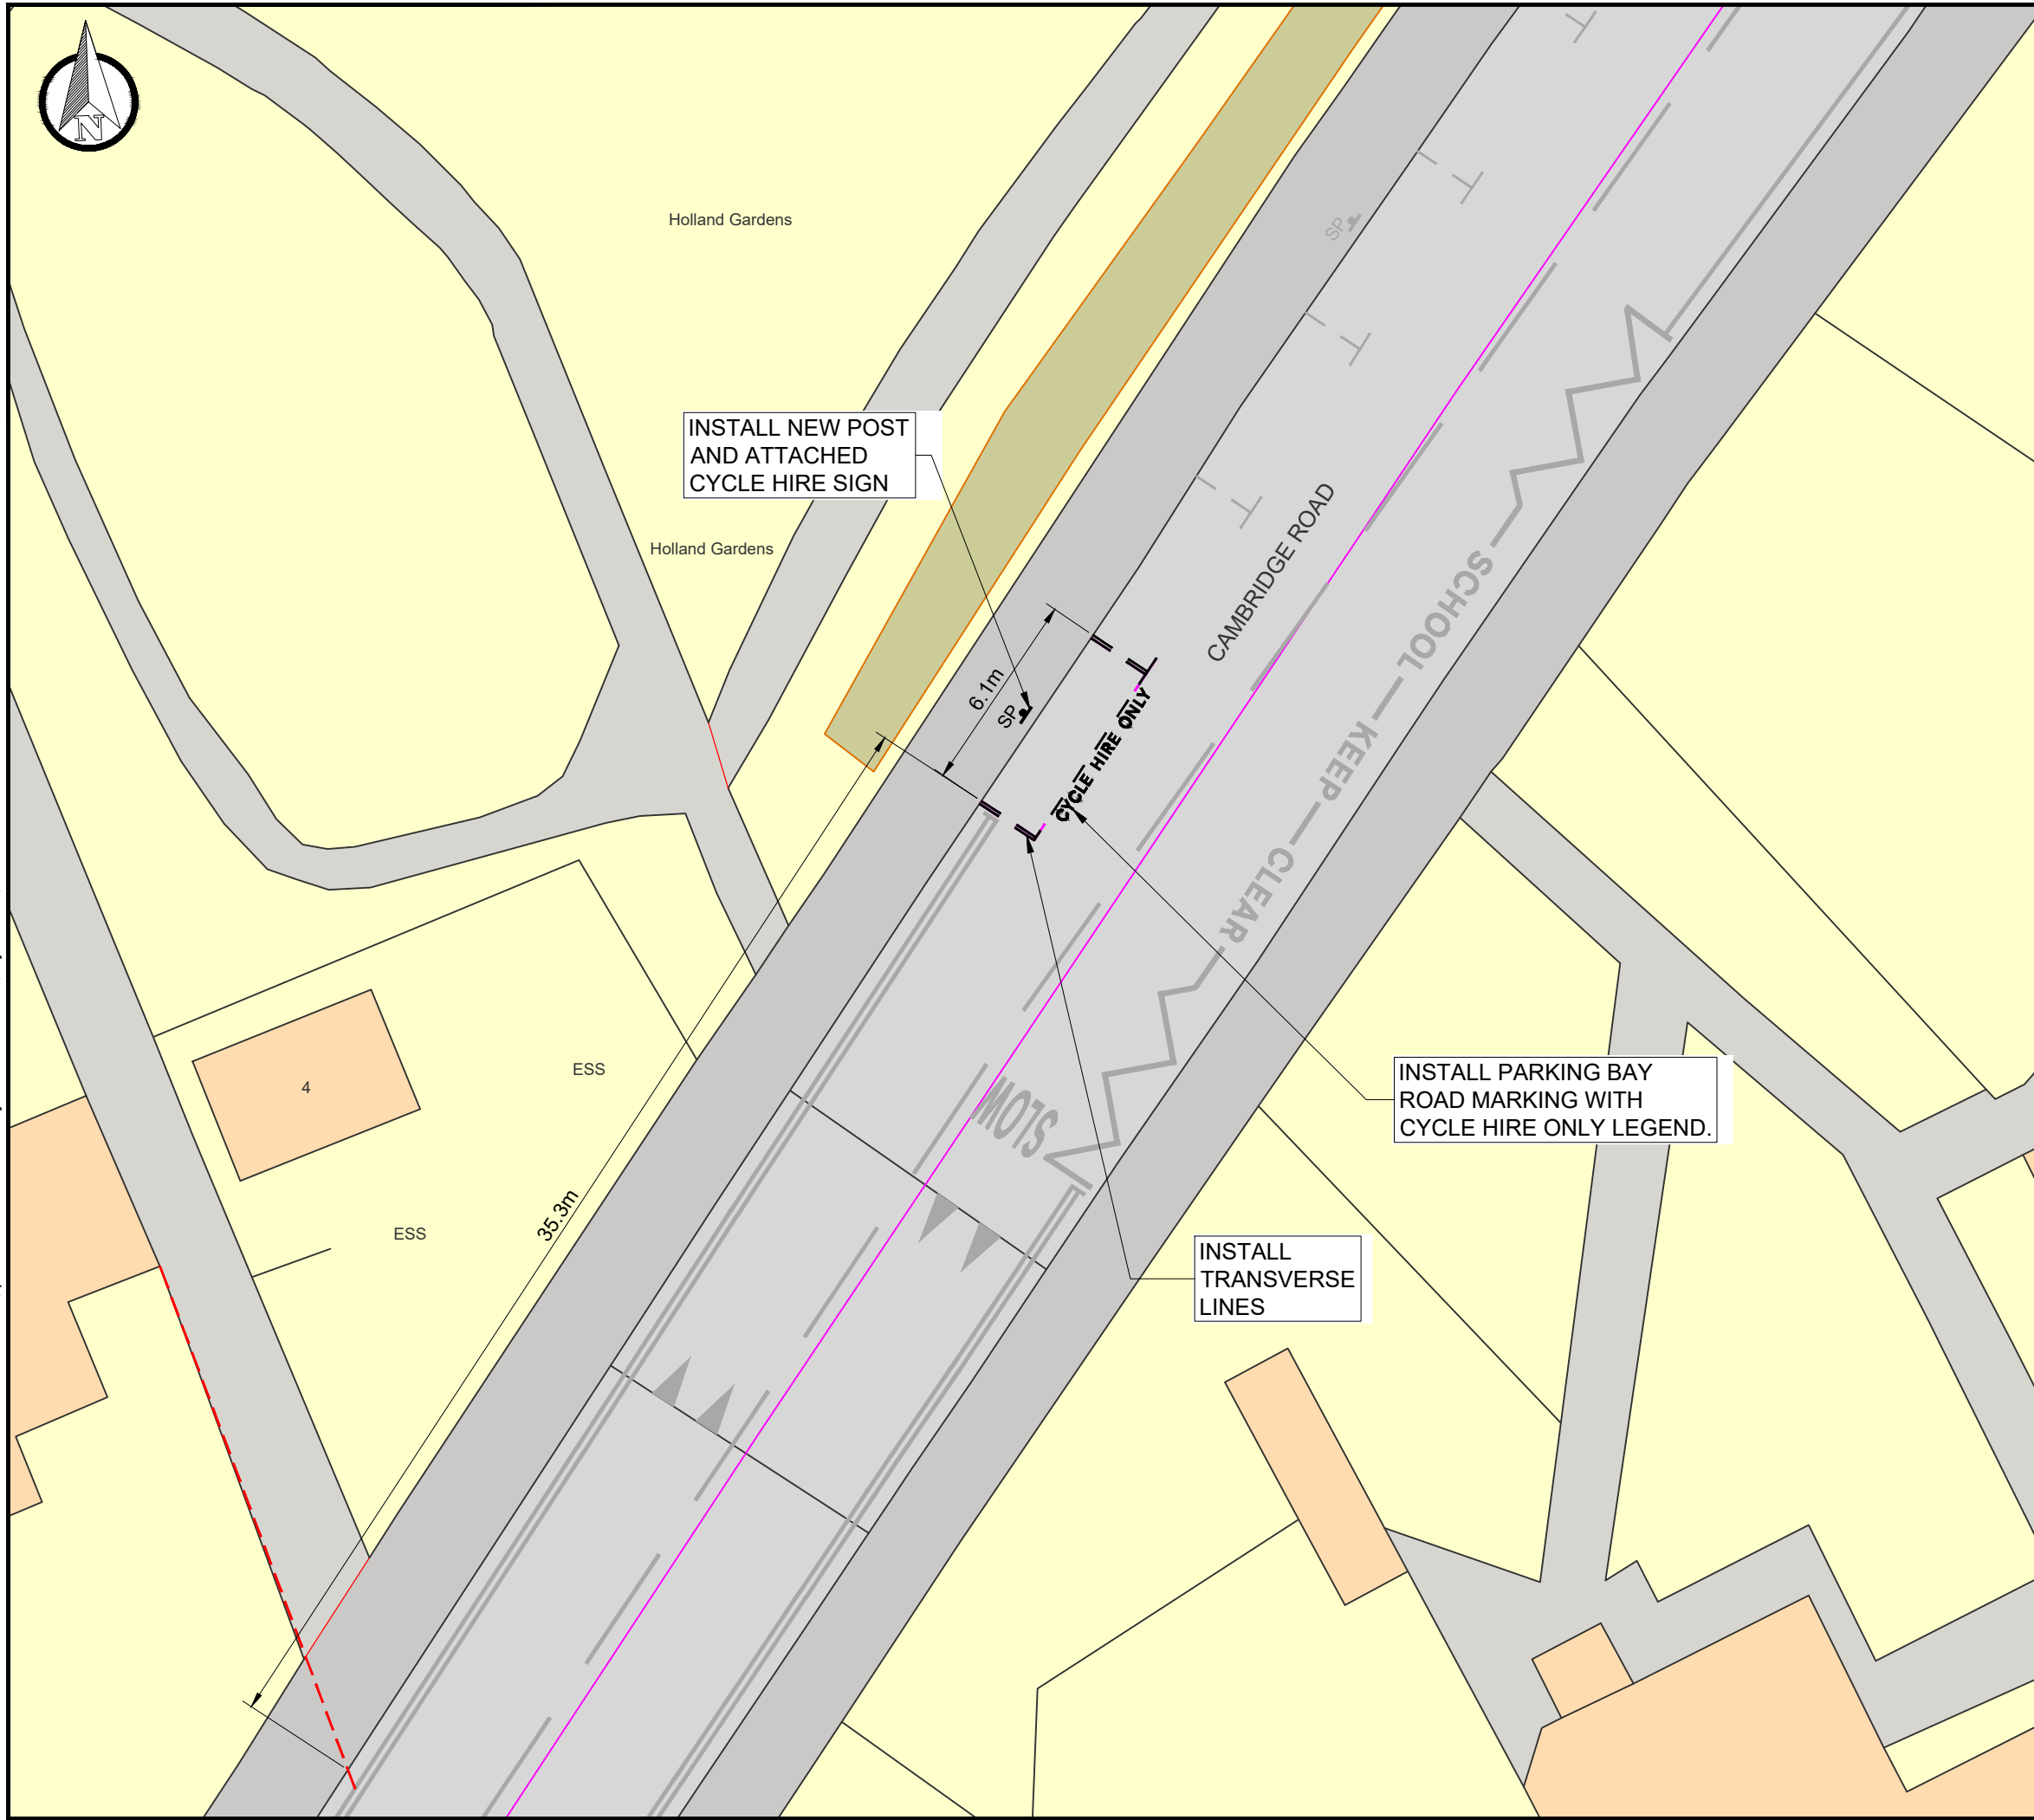 N
Holland Gardens
SP
INSTALL NEW POST
AND ATTACHED
CYCLE HIRE SIGN
Holland Gardens
CAMBRIDGE ROAD
SCHOOL KEEP CLEAR
6.1m
SP
CYCLE HIRE ONLY
ESS
4
SLOW
INSTALL PARKING BAY
ROAD MARKING WITH
CYCLE HIRE ONLY LEGEND.
35.3m
ESS
INSTALL
TRANSVERSE
LINES